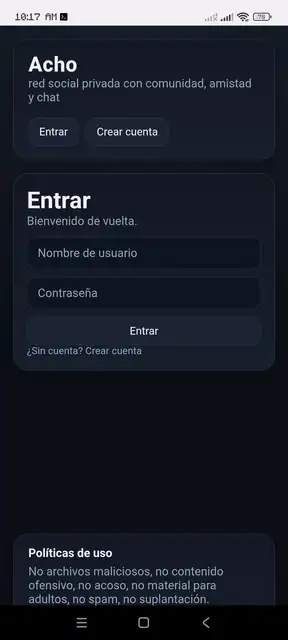 10:17 AM
78
Acho
red social privada con comunidad, amistad
y chat
Entrar
Crear cuenta
Entrar
Bienvenido de vuelta.
Nombre de usuario
Contraseña
Entrar
¿Sin cuenta? Crear cuenta
Políticas de uso
No archivos maliciosos, no contenido
ofensivo, no acoso, no material para
adultos, no spam, no suplantación.